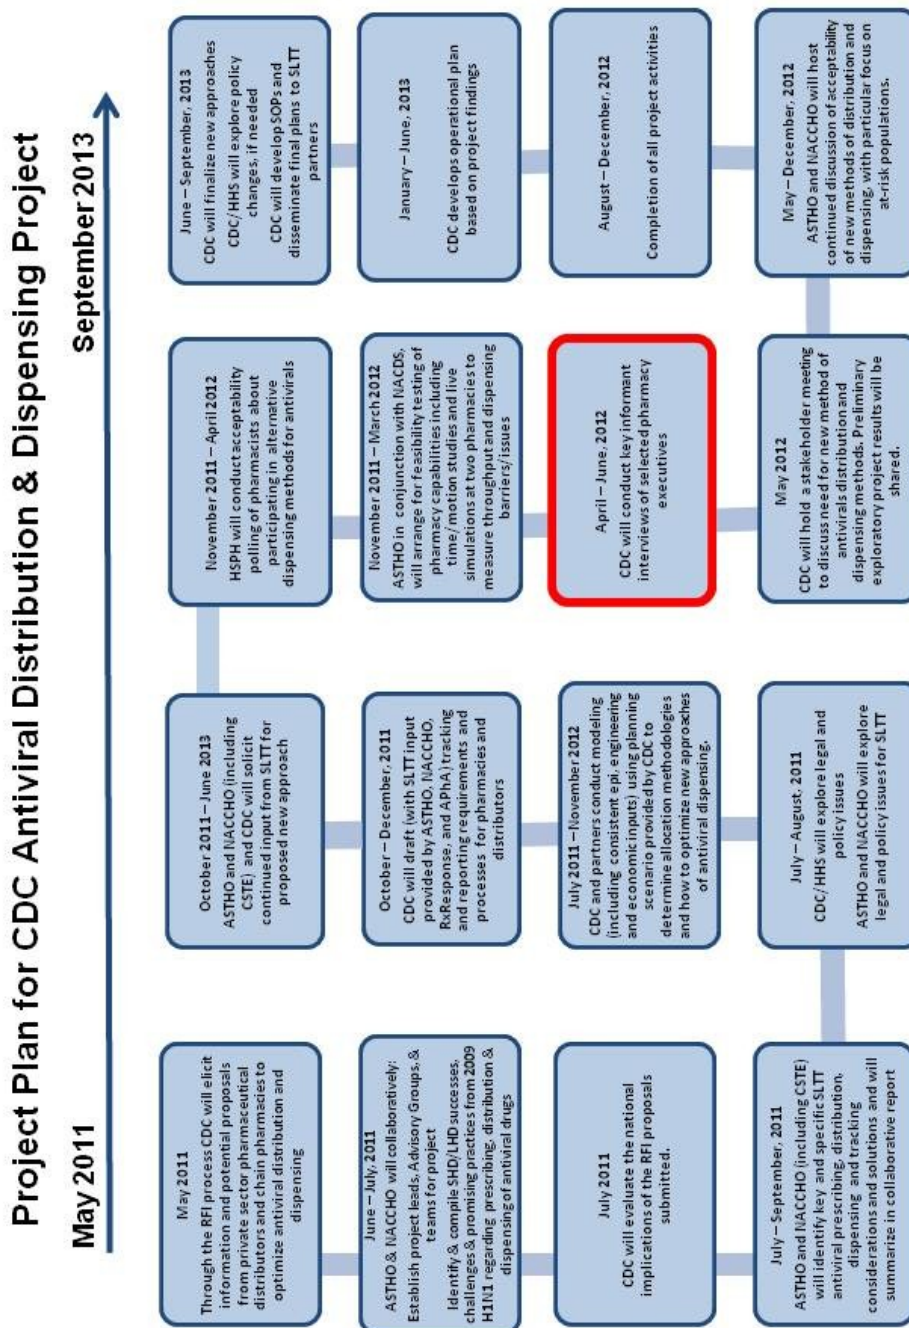 Project Plan for CDC Antiviral Distribution & Dispensing Project
May 2011
September 2013
May 2011
Through the RFI process CDC will elicit
information and potential proposals
from private sector pharmaceutical
distributors and chain pharmacies to
optimize antiviral distribution and
dispensing
June – July, 2011
ASTHO & NACCHO will collaboratively:
Establish project leads, Advisory Groups, &
teams for project
Identify & compile SHD/LHD successes,
challenges & promising practices from 2009
H1N1 regarding prescribing, distribution &
dispensing of antiviral drugs
July 2011
CDC will evaluate the national
implications of the RFI proposals
submitted.
July – September, 2011
ASTHO and NACCHO (including CSTE)
will identify key and specific SLTT
antiviral prescribing, distribution,
dispensing and tracking
considerations and solutions and will
summarize in collaborative report
July – August, 2011
CDC/HHS will explore legal and
policy issues
ASTHO and NACCHO will explore
legal and policy issues for SLTT
July 2011 – November 2012
CDC and partners conduct modeling
(including consistent epi, engineering
and economic inputs) using planning
scenario provided by CDC to
determine allocation methodologies
and how to optimize new approaches
of antiviral dispensing.
October – December, 2011
CDC will draft (with SLTT input
provided by ASTHO, NACCHO,
RxResponse, and APhA) tracking
and reporting requirements and
processes for pharmacies and
distributors
October 2011 – June 2013
ASTHO and NACCHO (including
CSTE) and CDC will solicit
continued input from SLTT for
proposed new approach
November 2011 – April 2012
HSPH will conduct acceptability
polling of pharmacists about
participating in alternative
dispensing methods for antivirals
November 2011 – March 2012
ASTHO in conjunction with NACDS,
will arrange for feasibility testing of
pharmacy capabilities including
time/motion studies and live
simulations at two pharmacies to
measure throughput and dispensing
barriers/issues
April – June, 2012
CDC will conduct key informant
interviews of selected pharmacy
executives
May 2012
CDC will hold a stakeholder meeting
to discuss need for new method of
antivirals distribution and
dispensing methods. Preliminary
exploratory project results will be
shared.
May – December, 2012
ASTHO and NACCHO will host
continued discussion of acceptability
of new methods of distribution and
dispensing, with particular focus on
at-risk populations.
August – December, 2012
Completion of all project activities
January – June, 2013
CDC develops operational plan
based on project findings
June – September, 2013
CDC will finalize new approaches
CDC/HHS will explore policy
changes, if needed
CDC will develop SOPs and
disseminate final plans to SLTT
partners